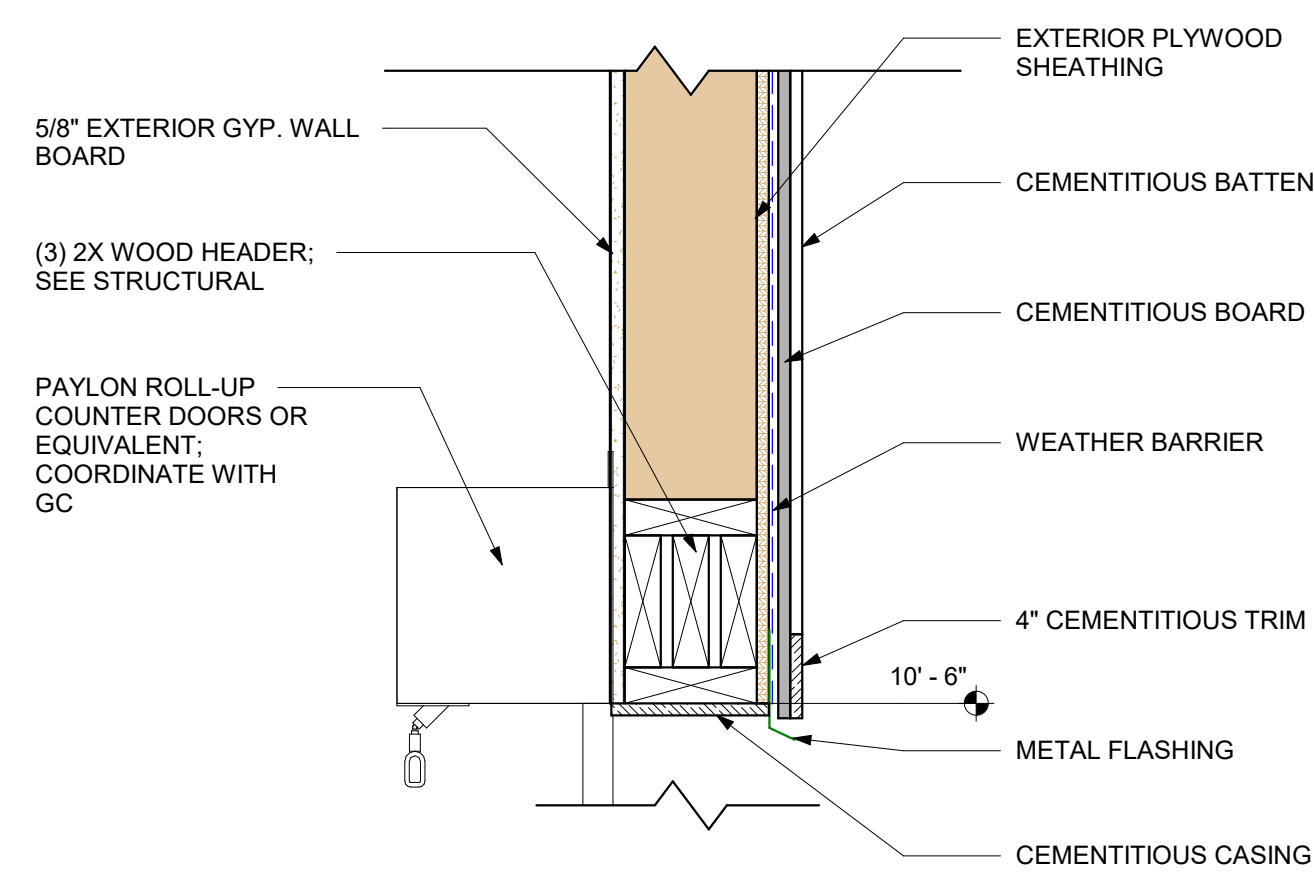 5/8" EXTERIOR GYP. WALL
BOARD
(3) 2X WOOD HEADER;
SEE STRUCTURAL
PAYLON ROLL-UP
COUNTER DOORS OR
EQUIVALENT;
COORDINATE WITH
GC
EXTERIOR PLYWOOD
SHEATHING
CEMENTITIOUS BATTEN
CEMENTITIOUS BOARD
WEATHER BARRIER
4" CEMENTITIOUS TRIM
10' - 6"
METAL FLASHING
CEMENTITIOUS CASING